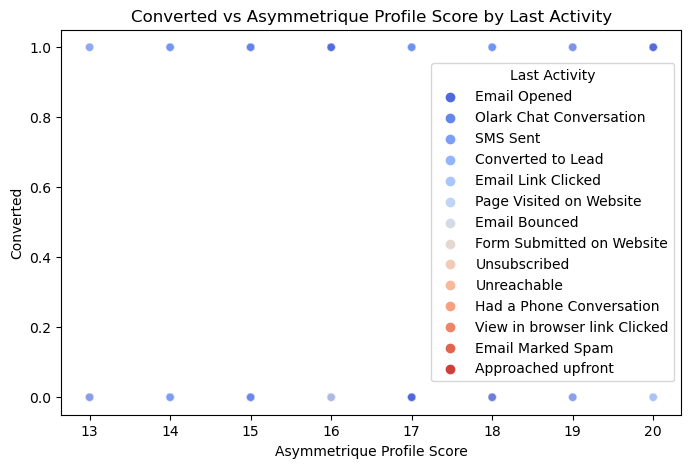 Converted vs Asymmetrique Profile Score by Last Activity
1.0
0.8
0.6
0.4
0.2
0.0
Converted
Last Activity
Email Opened
Olark Chat Conversation
SMS Sent
Converted to Lead
Email Link Clicked
Page Visited on Website
Email Bounced
Form Submitted on Website
Unsubscribed
Unreachable
Had a Phone Conversation
View in browser link Clicked
Email Marked Spam
Approached upfront
13 14 15 16 17 18 19 20
Asymmetrique Profile Score